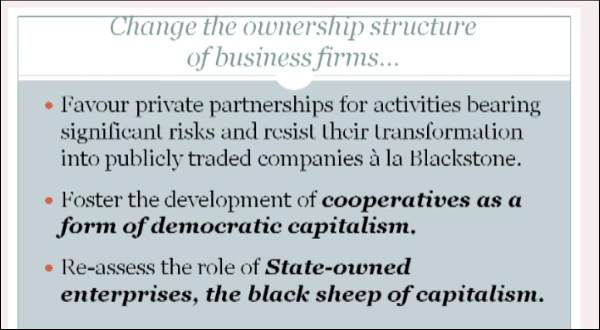 Change the ownership structure
of business firms...
• Favour private partnerships for activities bearing
significant risks and resist their transformation
into publicly traded companies à la Blackstone.
• Foster the development of cooperatives as a
form of democratic capitalism.
• Re-assess the role of State-owned
enterprises, the black sheep of capitalism.